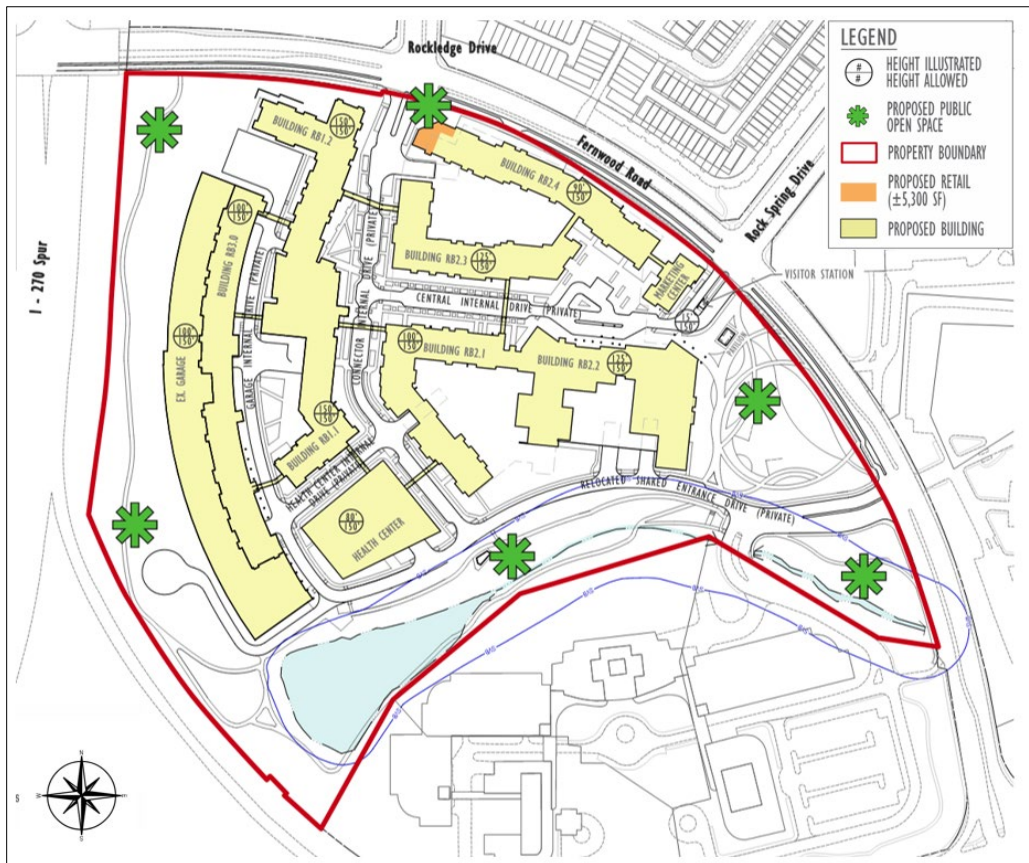 Rockledge Drive
LEGEND
#
#
HEIGHT ILLUSTRATED
HEIGHT ALLOWED
PROPOSED PUBLIC
OPEN SPACE
PROPERTY BOUNDARY
PROPOSED RETAIL
(±5,300 SF)
PROPOSED BUILDING
Fernwood Road
Rock Spring Drive
I - 270 Spur
VISITOR STATION
BUILDING RB1.2
150'
150'
BUILDING RB2.4
90'
150'
BUILDING RB3.0
100'
150'
BUILDING RB2.3
125'
150'
MARKETING
CENTER
15'
150'
PAVILION
EX. GARAGE
100'
150'
GARAGE INTERNAL DRIVE (PRIVATE)
CONNECTOR INTERNAL DRIVE (PRIVATE)
CENTRAL INTERNAL DRIVE (PRIVATE)
BUILDING RB2.1
100'
150'
BUILDING RB2.2
125'
150'
BUILDING RB1.1
150'
150'
HEALTH CENTER INTERNAL
DRIVE (PRIVATE)
HEALTH CENTER
80'
150'
RELOCATED SHARED ENTRANCE DRIVE (PRIVATE)
N
E
S
W